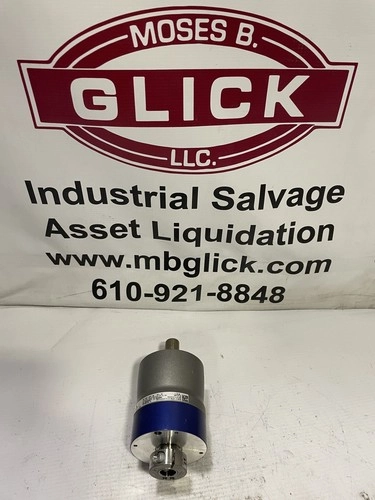 MOSES B.
GLICK
LLC.
Industrial Salvage
Asset Liquidation
www.mbglick.com
610-921-8848